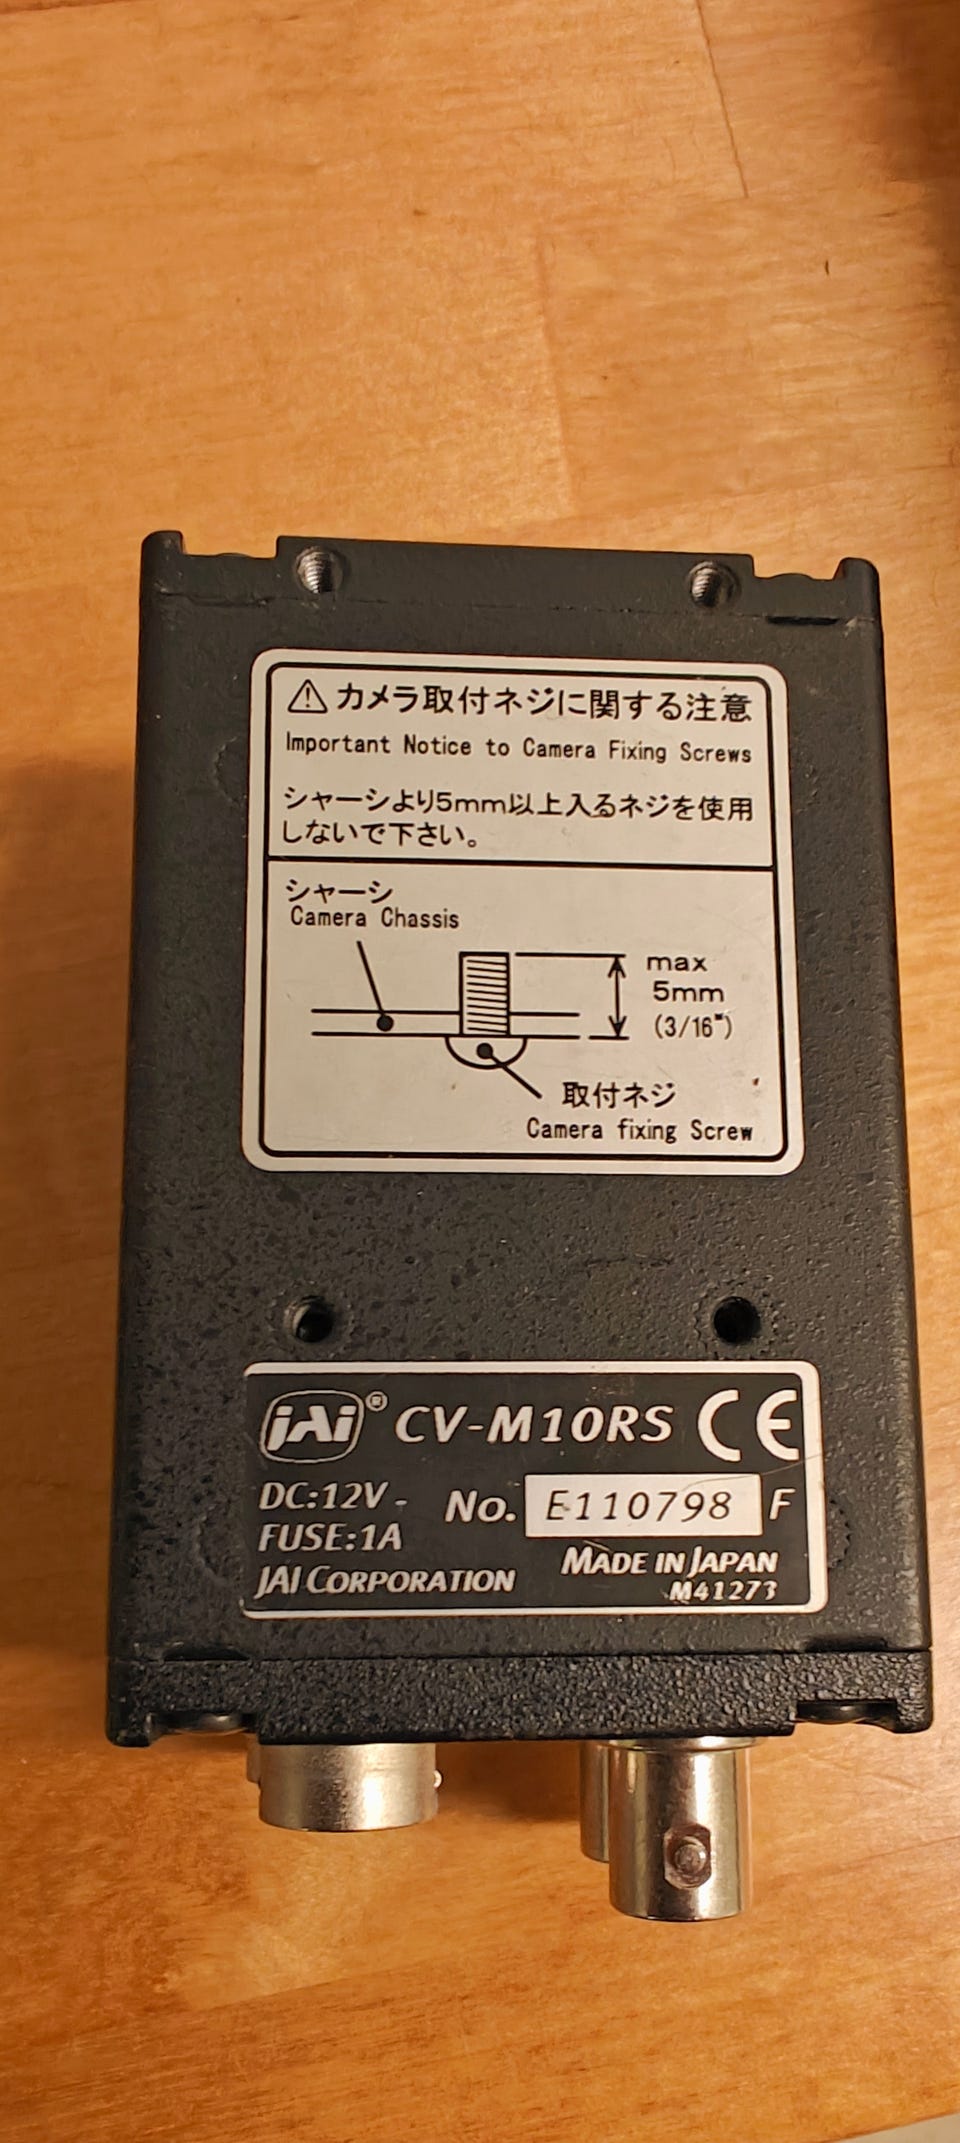 ⚠ カメラ取付ネジに関する注意
Important Notice to Camera Fixing Screws
シャーシより5mm以上入るネジを使用
しないで下さい。
シャーシ
Camera Chassis
max
5mm
(3/16")
取付ネジ
Camera fixing Screw
JAI® CV-M10RS CE
DC:12V
FUSE:1A
No. E110798 F
JAI CORPORATION
MADE IN JAPAN
M41273